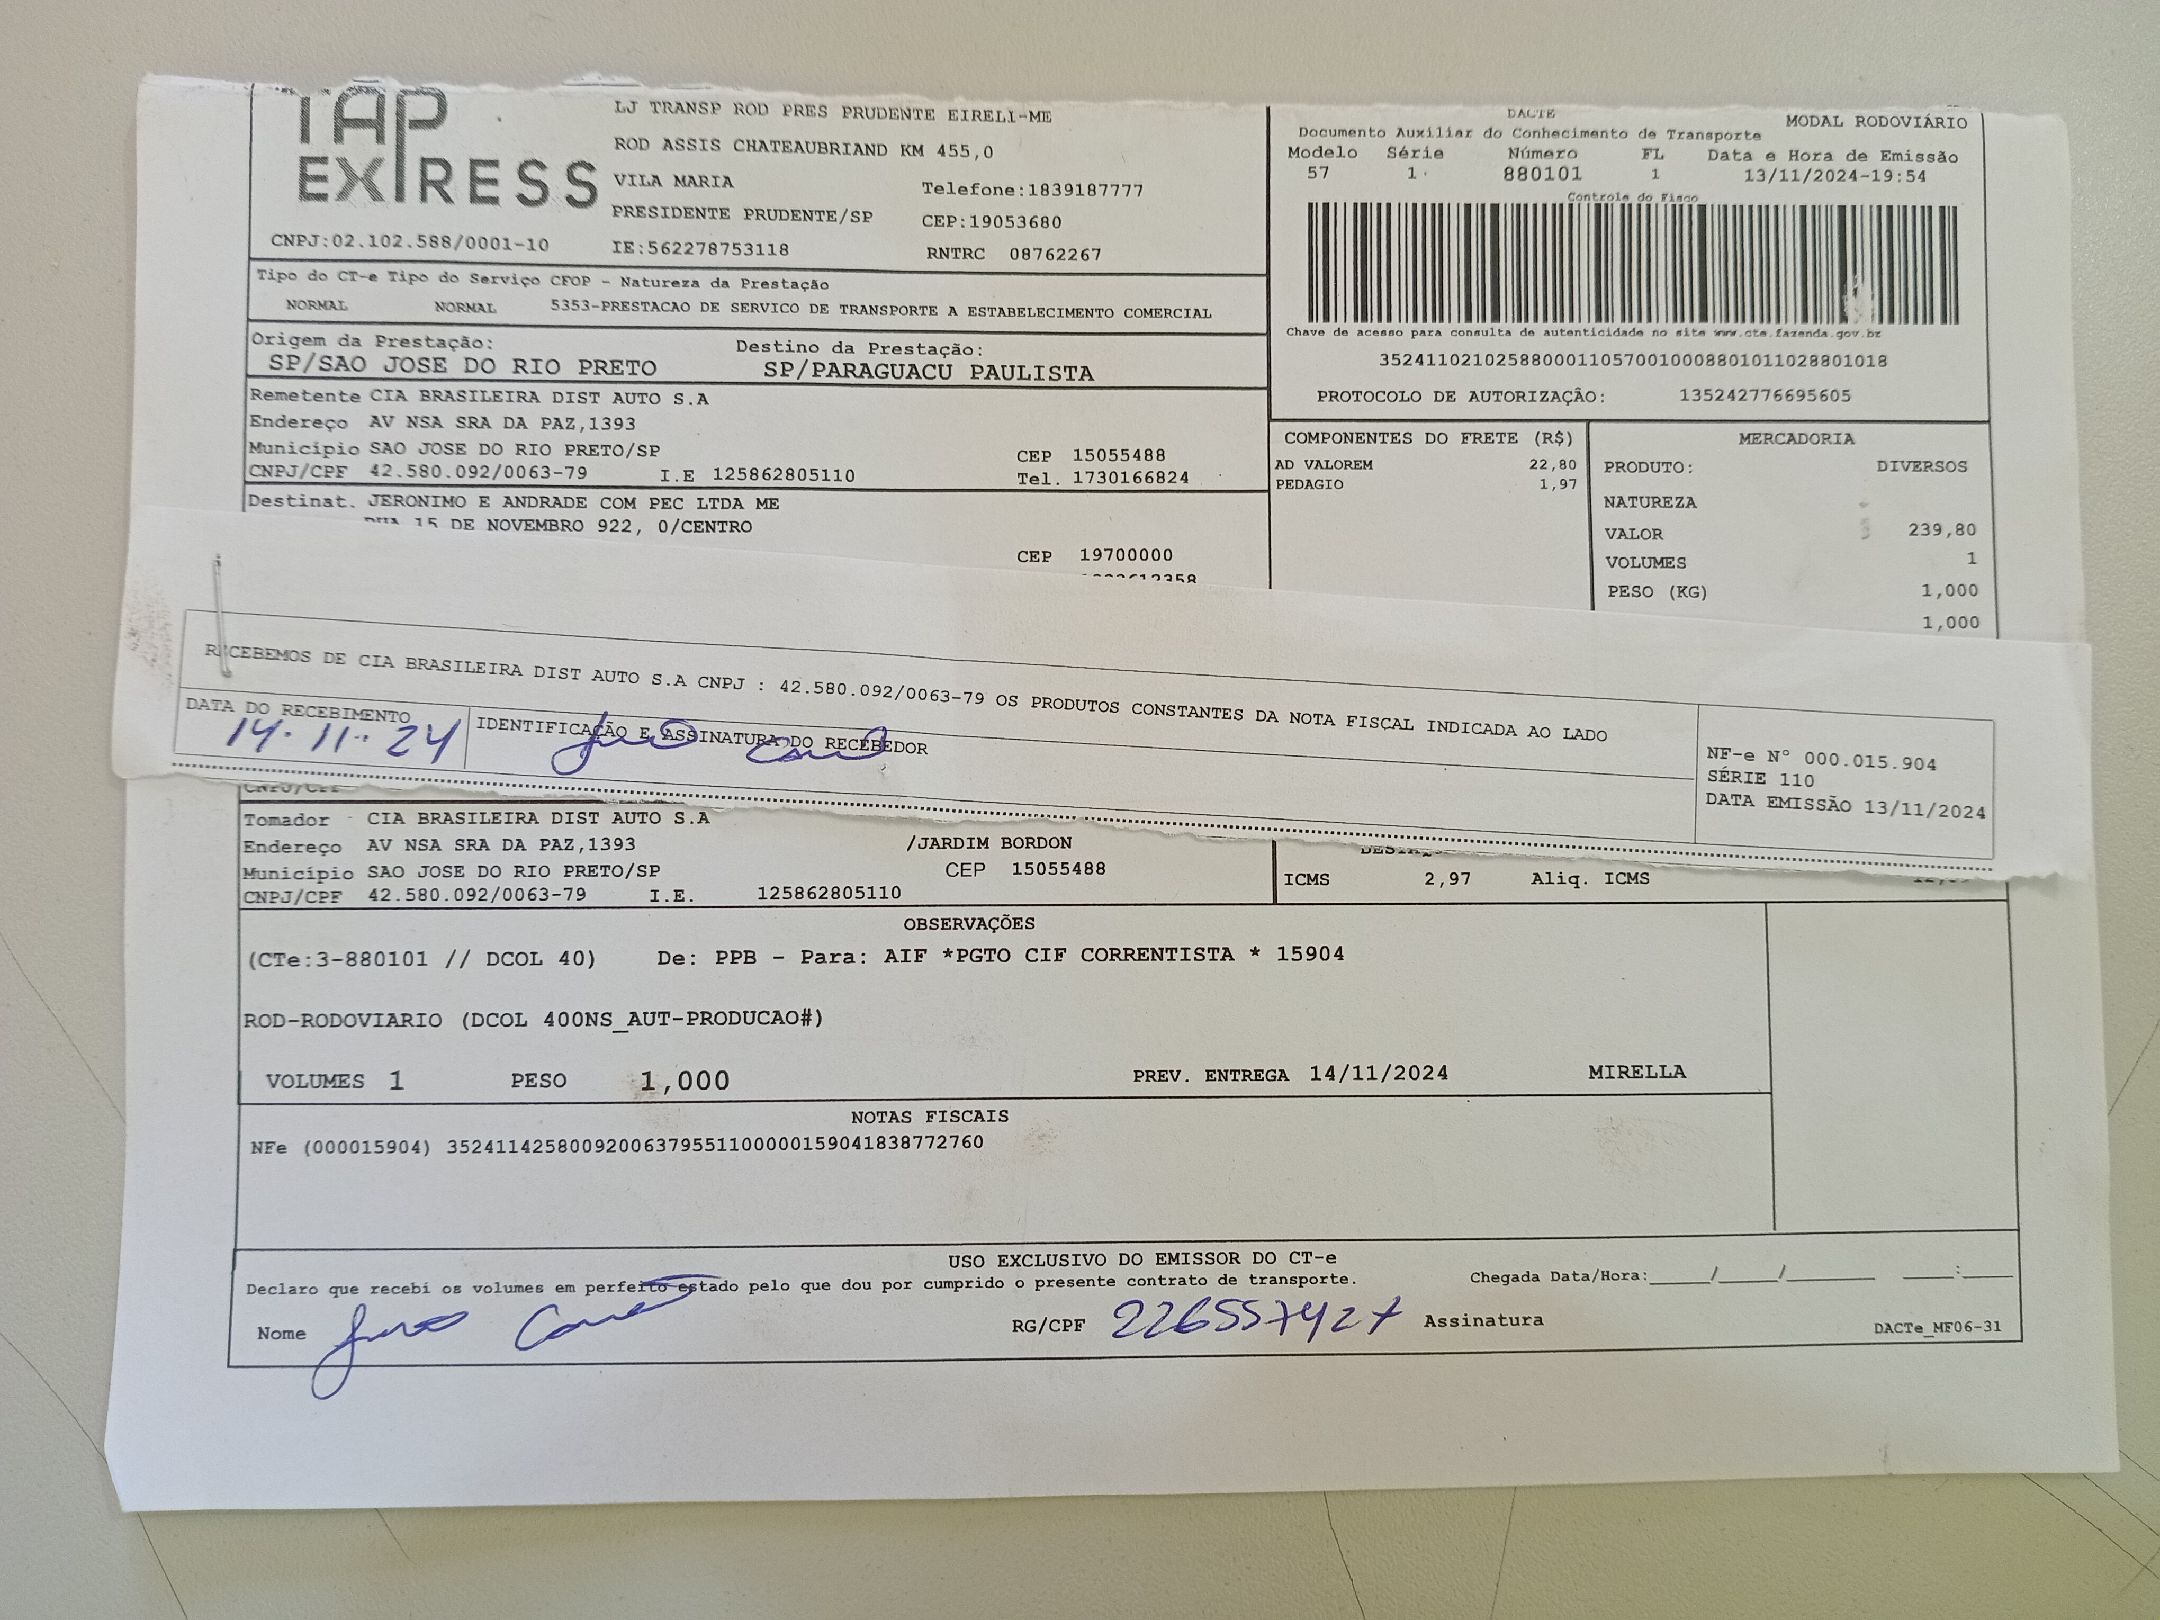 TAP
EXPRESS
LJ TRANSP ROD PRES PRUDENTE EIRELI-ME
ROD ASSIS CHATEAUBRIAND KM 455,0
VILA MARIA Telefone:1839187777
PRESIDENTE PRUDENTE/SP CEP:19053680
CNPJ:02.102.588/0001-10 IE:562278753118 RNTRC 08762267
DACTE MODAL RODOVIÁRIO
Documento Auxiliar do Conhecimento de Transporte
Modelo Série Número FL Data e Hora de Emissão
57 1 880101 1 13/11/2024-19:54
Controle do Fisco
Chave de acesso para consulta de autenticidade no site www.cte.fazenda.gov.br
35241102102588000110570010008801011028801018
PROTOCOLO DE AUTORIZAÇÂO: 135242776695605
Tipo do CT-e Tipo do Serviço CFOP - Natureza da Prestação
NORMAL NORMAL 5353-PRESTACAO DE SERVICO DE TRANSPORTE A ESTABELECIMENTO COMERCIAL
Origem da Prestação: Destino da Prestação:
SP/SAO JOSE DO RIO PRETO SP/PARAGUACU PAULISTA
Remetente CIA BRASILEIRA DIST AUTO S.A
Endereço AV NSA SRA DA PAZ,1393
Município SAO JOSE DO RIO PRETO/SP CEP 15055488
CNPJ/CPF 42.580.092/0063-79 I.E 125862805110 Tel. 1730166824
Destinat. JERONIMO E ANDRADE COM PEC LTDA ME
RUA 15 DE NOVEMBRO 922, 0/CENTRO
CEP 19700000
COMPONENTES DO FRETE (R$)
AD VALOREM 22,80
PEDAGIO 1,97
MERCADORIA
PRODUTO: DIVERSOS
NATUREZA
VALOR 239,80
VOLUMES 1
PESO (KG) 1,000
1,000
RECEBEMOS DE CIA BRASILEIRA DIST AUTO S.A CNPJ : 42.580.092/0063-79 OS PRODUTOS CONSTANTES DA NOTA FISCAL INDICADA AO LADO
DATA DO RECEBIMENTO IDENTIFICAÇÃO E ASSINATURA DO RECEBEDOR
14.11.24
NF-e N° 000.015.904
SÉRIE 110
DATA EMISSÃO 13/11/2024
CNPJ/CPF
Tomador CIA BRASILEIRA DIST AUTO S.A
Endereço AV NSA SRA DA PAZ,1393 /JARDIM BORDON
Município SAO JOSE DO RIO PRETO/SP CEP 15055488
CNPJ/CPF 42.580.092/0063-79 I.E. 125862805110
ICMS 2,97 Aliq. ICMS
OBSERVAÇÕES
(CTe:3-880101 // DCOL 40) De: PPB - Para: AIF *PGTO CIF CORRENTISTA * 15904
ROD-RODOVIARIO (DCOL 400NS_AUT-PRODUCAO#)
VOLUMES 1 PESO 1,000 PREV. ENTREGA 14/11/2024 MIRELLA
NOTAS FISCAIS
NFe (000015904) 35241142580092006379551100000159041838772760
USO EXCLUSIVO DO EMISSOR DO CT-e
Declaro que recebi os volumes em perfeito estado pelo que dou por cumprido o presente contrato de transporte. Chegada Data/Hora:____/____/______ ___:___
Nome RG/CPF 226557427 Assinatura
DACTe_MF06-31